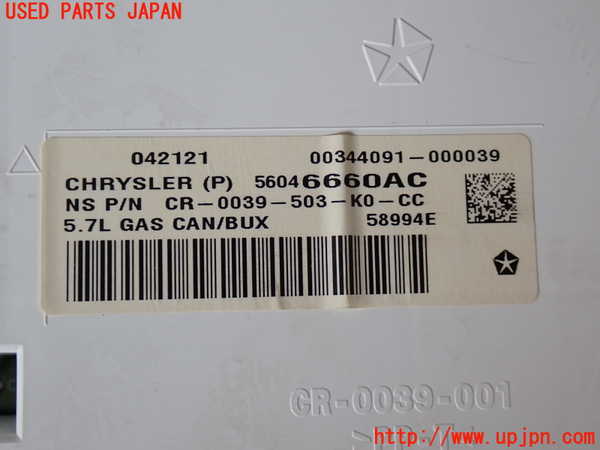 USED PARTS JAPAN
042121 00344091-000039
CHRYSLER (P) 56046660AC
NS P/N CR-0039-503-K0-CC
5.7L GAS CAN/BUX 58994E
CR-0039-001
http://www.upjpn.com/